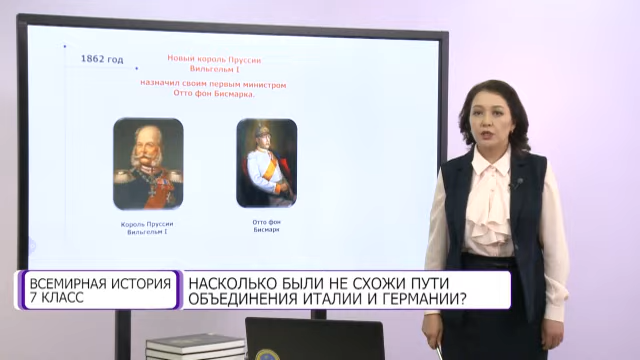 1862 год
Новый король Пруссии
Вильгельм I
назначил своим первым министром
Отто фон Бисмарка.
Король Пруссии
Вильгельм I
Отто фон
Бисмарк
ВСЕМИРНАЯ ИСТОРИЯ
7 КЛАСС
НАСКОЛЬКО БЫЛИ НЕ СХОЖИ ПУТИ
ОБЪЕДИНЕНИЯ ИТАЛИИ И ГЕРМАНИИ?